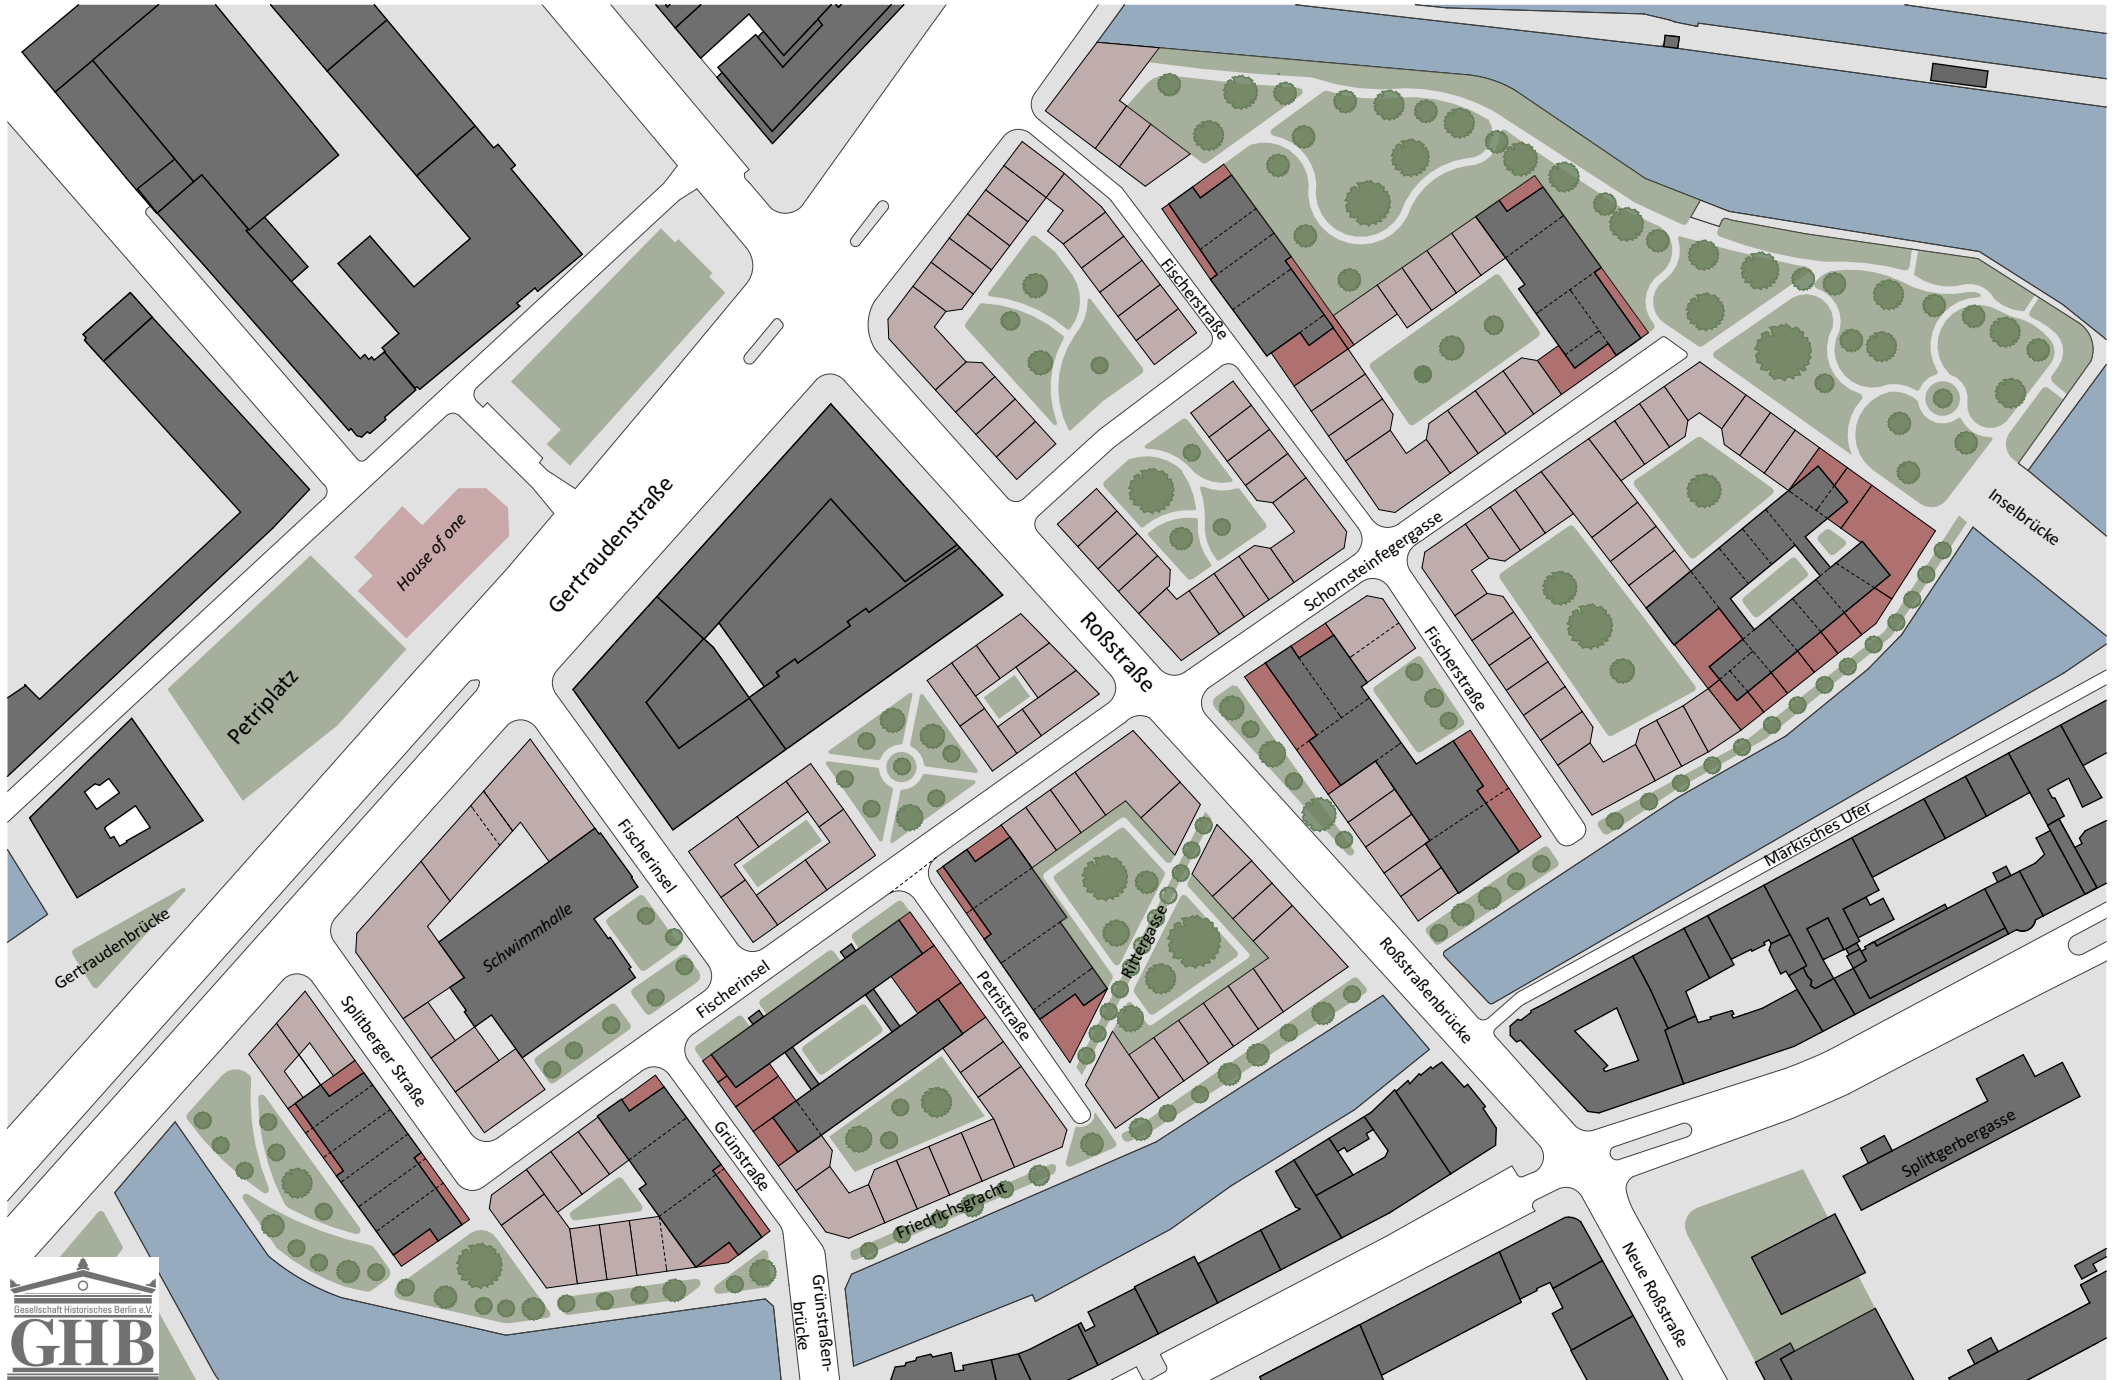 Fischerstraße
House of one
Gertraudenstraße
Inselbrücke
Schornsteinfegergasse
Roßstraße
Fischerstraße
Petriplatz
Märkisches Ufer
Fischerinsel
Schwimmhalle
Gertraudenbrücke
Rittergasse
Fischerinsel
Petristraße
Roßstraßenbrücke
Splitberger Straße
Grünstraße
Splittgerbergasse
Friedrichsgracht
Neue Roßstraße
Grünstraßen-
brücke
Gesellschaft Historisches Berlin e.V.
GHB